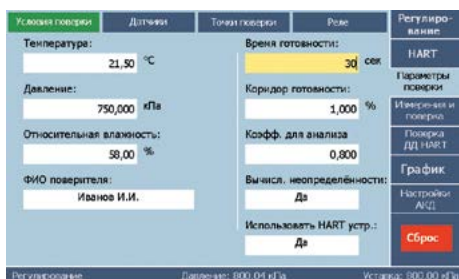 Условия поверки
Датчики
Точки поверки
Реле
Температура:
21,50 °C
Давление:
750,000 кПа
Относительная влажность:
58,00 %
ФИО поверителя:
Иванов И.И.
Время готовности:
30 сек
Коридор готовности:
1,000 %
Коэфф. для анализа
0,800
Вычисл. неопределённости:
Да
Использовать HART устр.:
Да
Регулиро-
вание
HART
Параметры
поверки
Измерения и
поверка
Поверка
ДД HART
График
Настройки
АКД
Сброс
Регулирование
Давление: 800.04 кПа
Уставка: 800.00 кПа